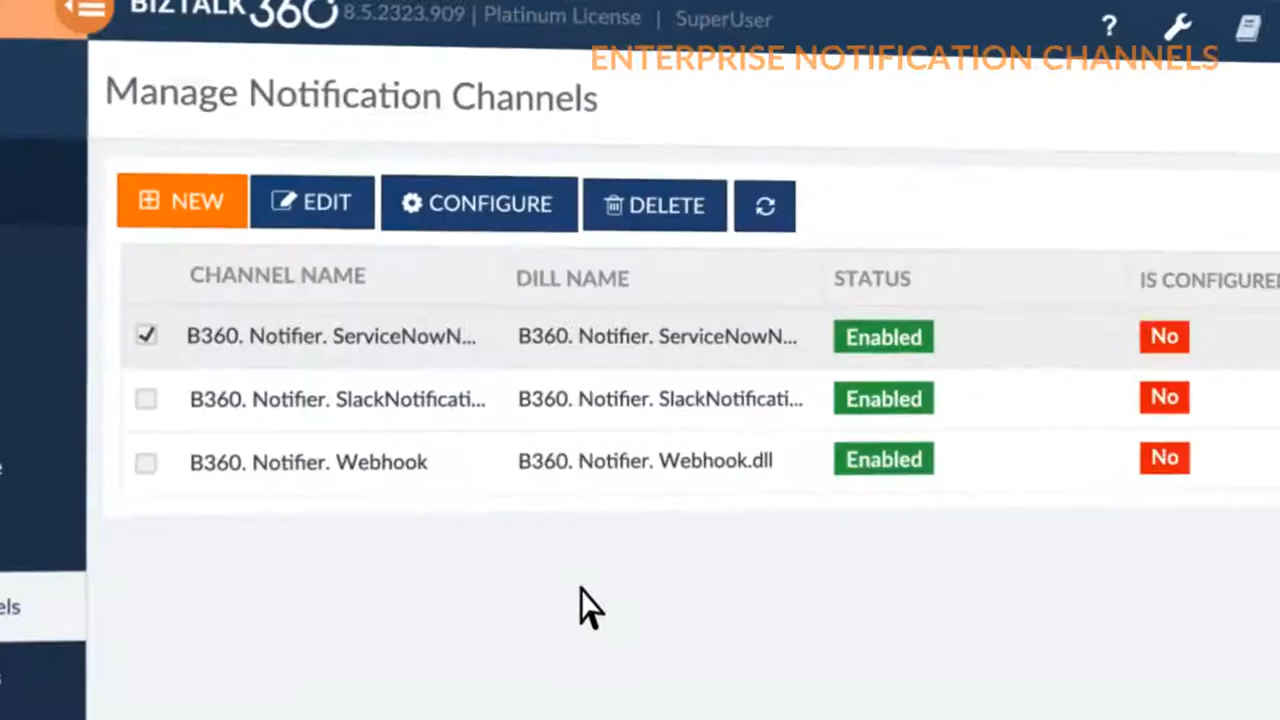 BIZTALK360 8.5.2323.909 | Platinum License | SuperUser
?
ENTERPRISE NOTIFICATION CHANNELS
Manage Notification Channels
NEW EDIT CONFIGURE DELETE
CHANNEL NAME DILL NAME STATUS IS CONFIGURED
B360. Notifier. ServiceNowN... B360. Notifier. ServiceNowN... Enabled No
B360. Notifier. SlackNotificati... B360. Notifier. SlackNotificati... Enabled No
B360. Notifier. Webhook B360. Notifier. Webhook.dll Enabled No
els